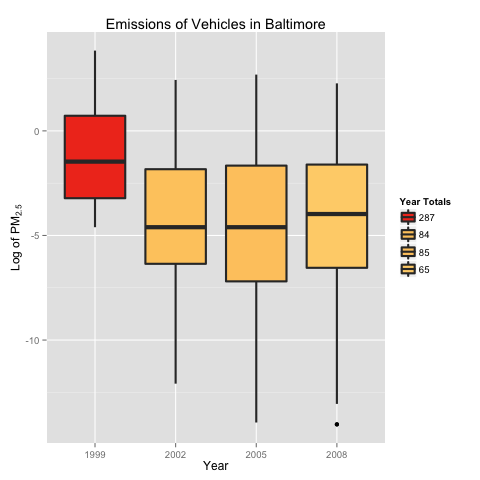 Emissions of Vehicles in Baltimore
Log of PM2.5
0
-5
-10
1999 2002 2005 2008
Year
Year Totals
287
84
85
65